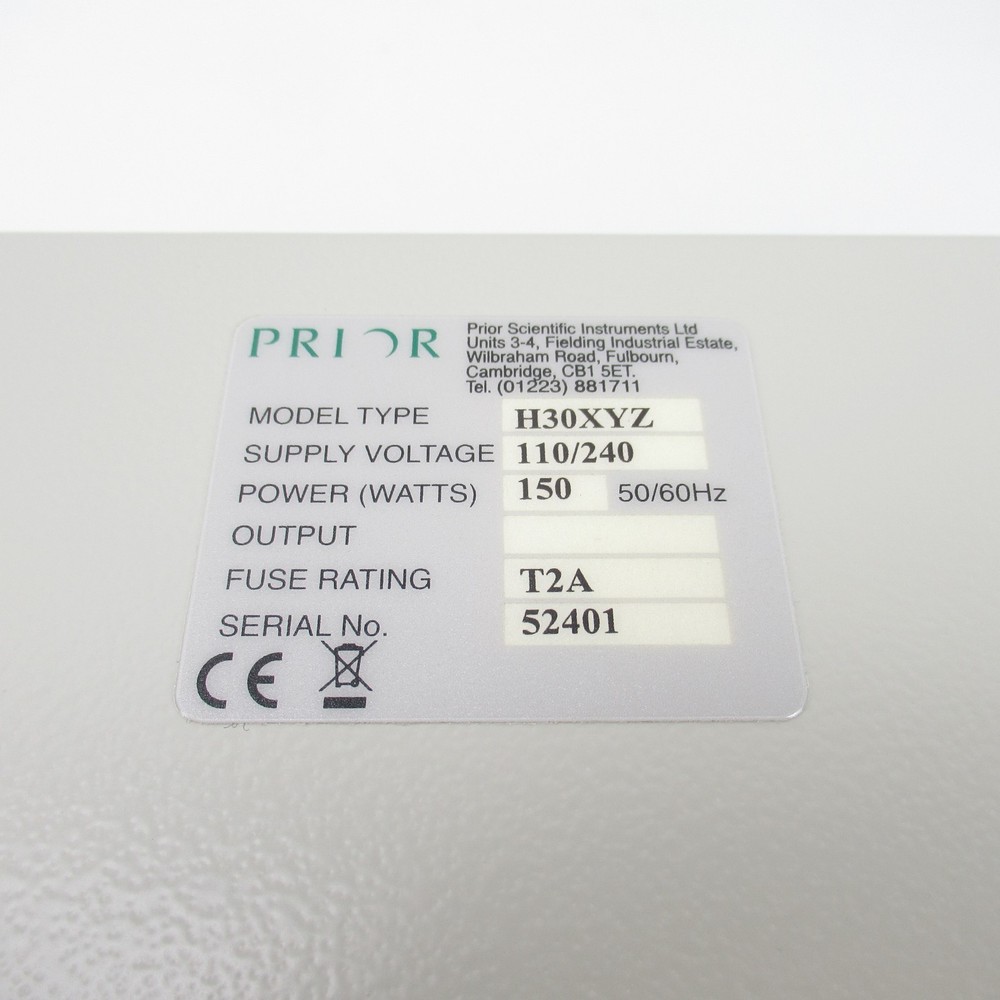 PRIOR
Prior Scientific Instruments Ltd
Units 3-4, Fielding Industrial Estate,
Wilbraham Road, Fulbourn,
Cambridge, CB1 5ET.
Tel. (01223) 881711
MODEL TYPE H30XYZ
SUPPLY VOLTAGE 110/240
POWER (WATTS) 150 50/60Hz
OUTPUT
FUSE RATING T2A
SERIAL No. 52401
CE